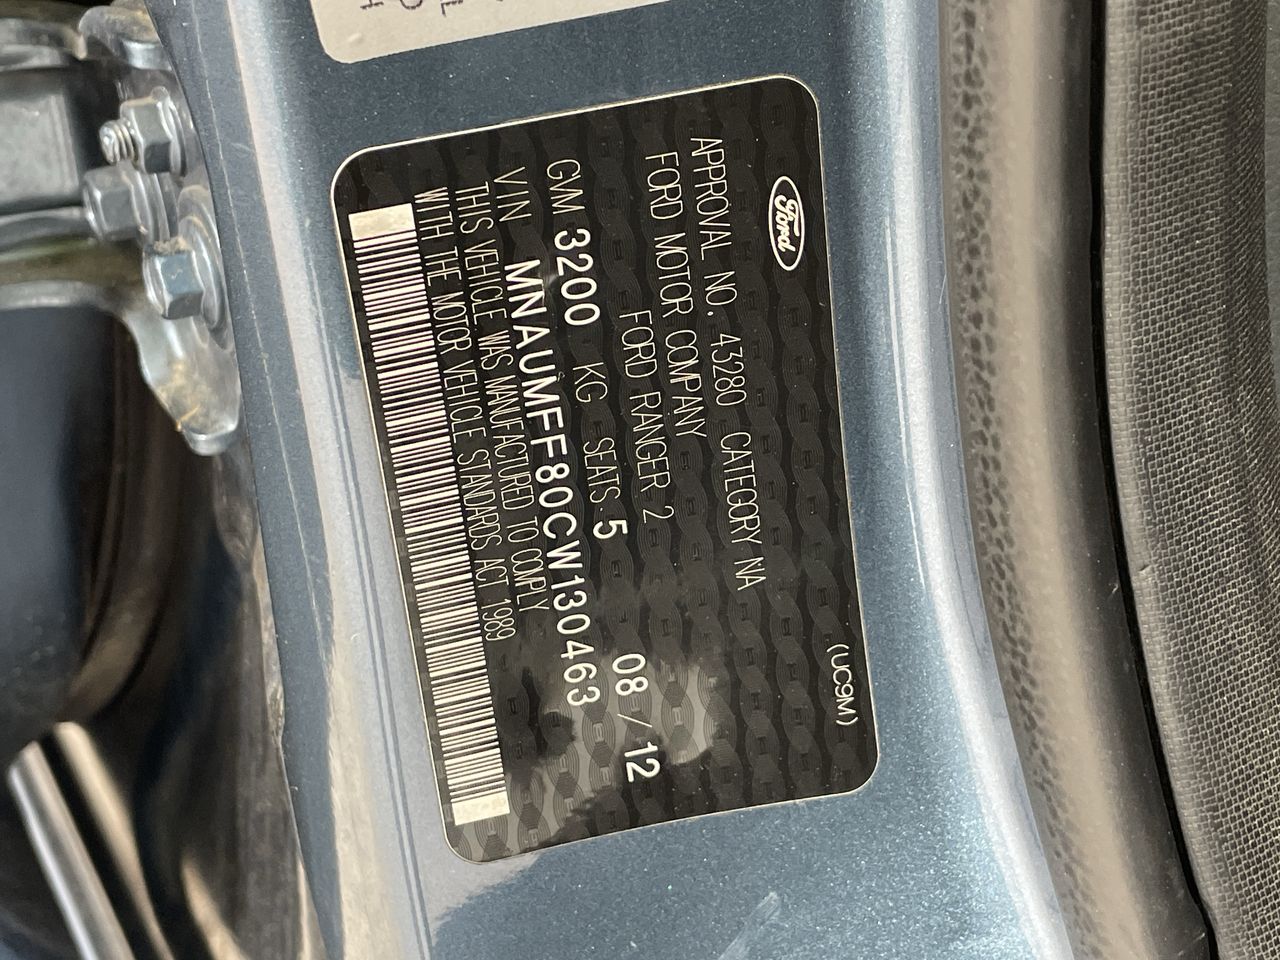 Ford
(UC9M)
APPROVAL NO. 43280 CATEGORY NA
FORD MOTOR COMPANY
FORD RANGER 2
08 / 12
GVM 3200 KG SEATS 5
VIN MNAUMFF80CW130463
THIS VEHICLE WAS MANUFACTURED TO COMPLY
WITH THE MOTOR VEHICLE STANDARDS ACT 1989